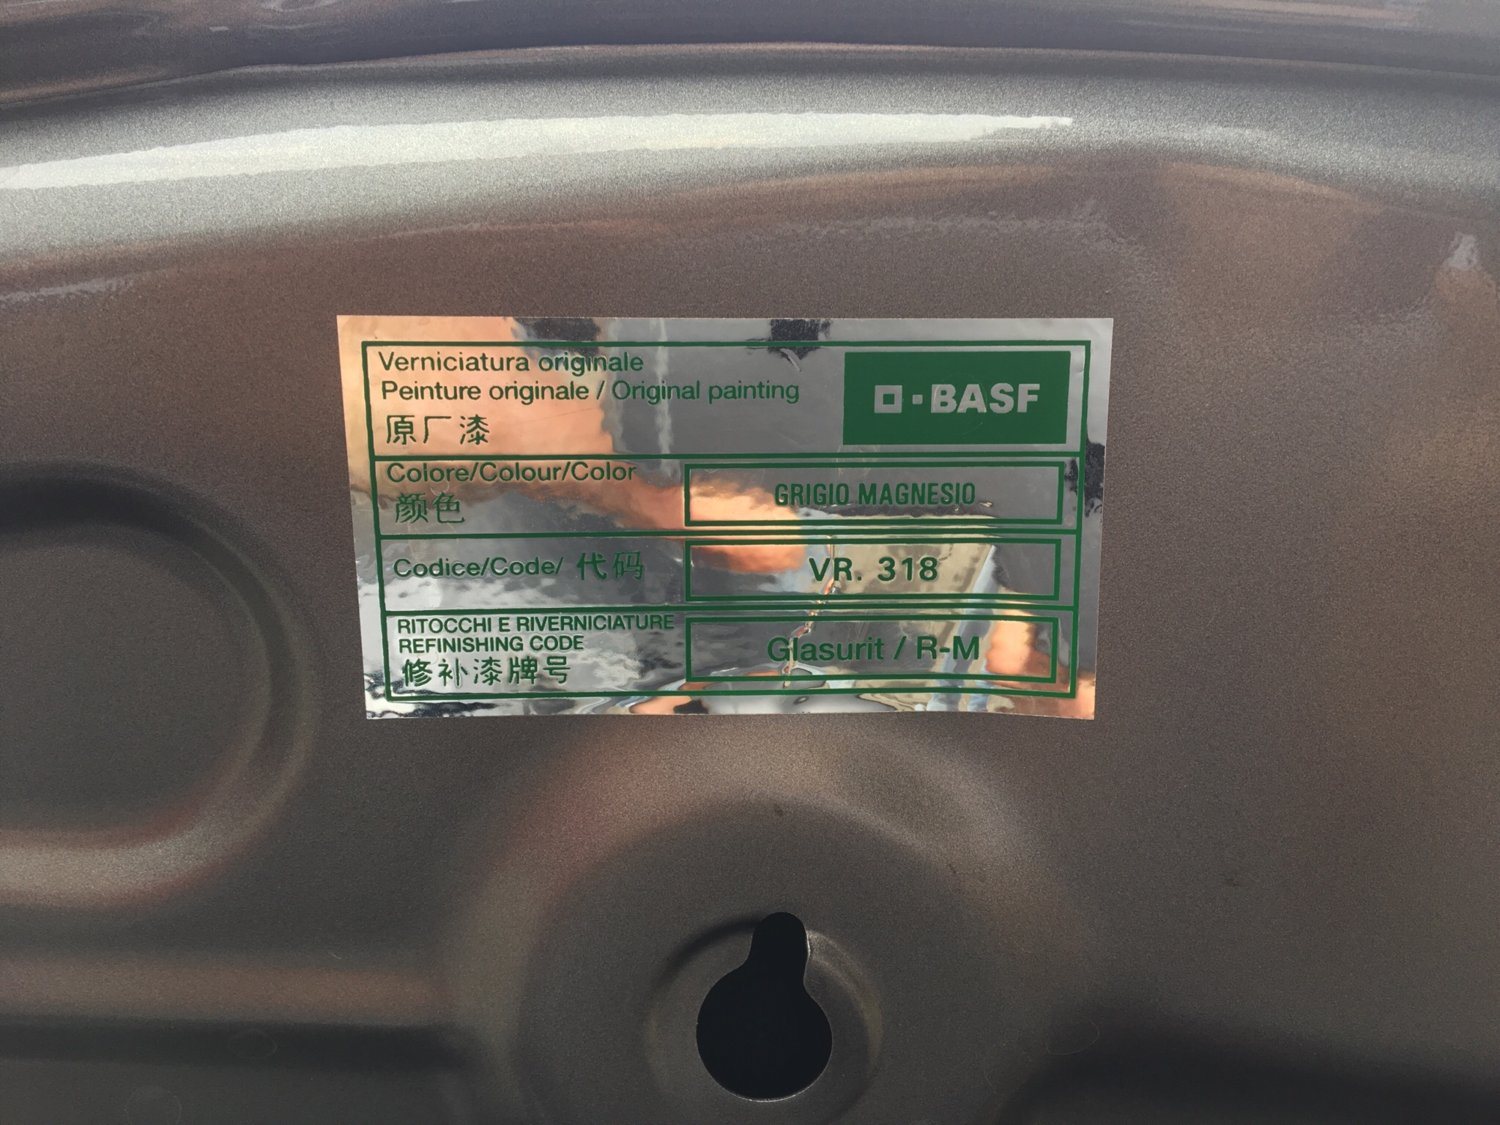 Verniciatura originale
Peinture originale / Original painting
原厂漆
BASF
Colore/Colour/Color
颜色
GRIGIO MAGNESIO
Codice/Code/ 代码
VR. 318
RITOCCHI E RIVERNICIATURE
REFINISHING CODE
修补漆牌号
Glasurit / R-M